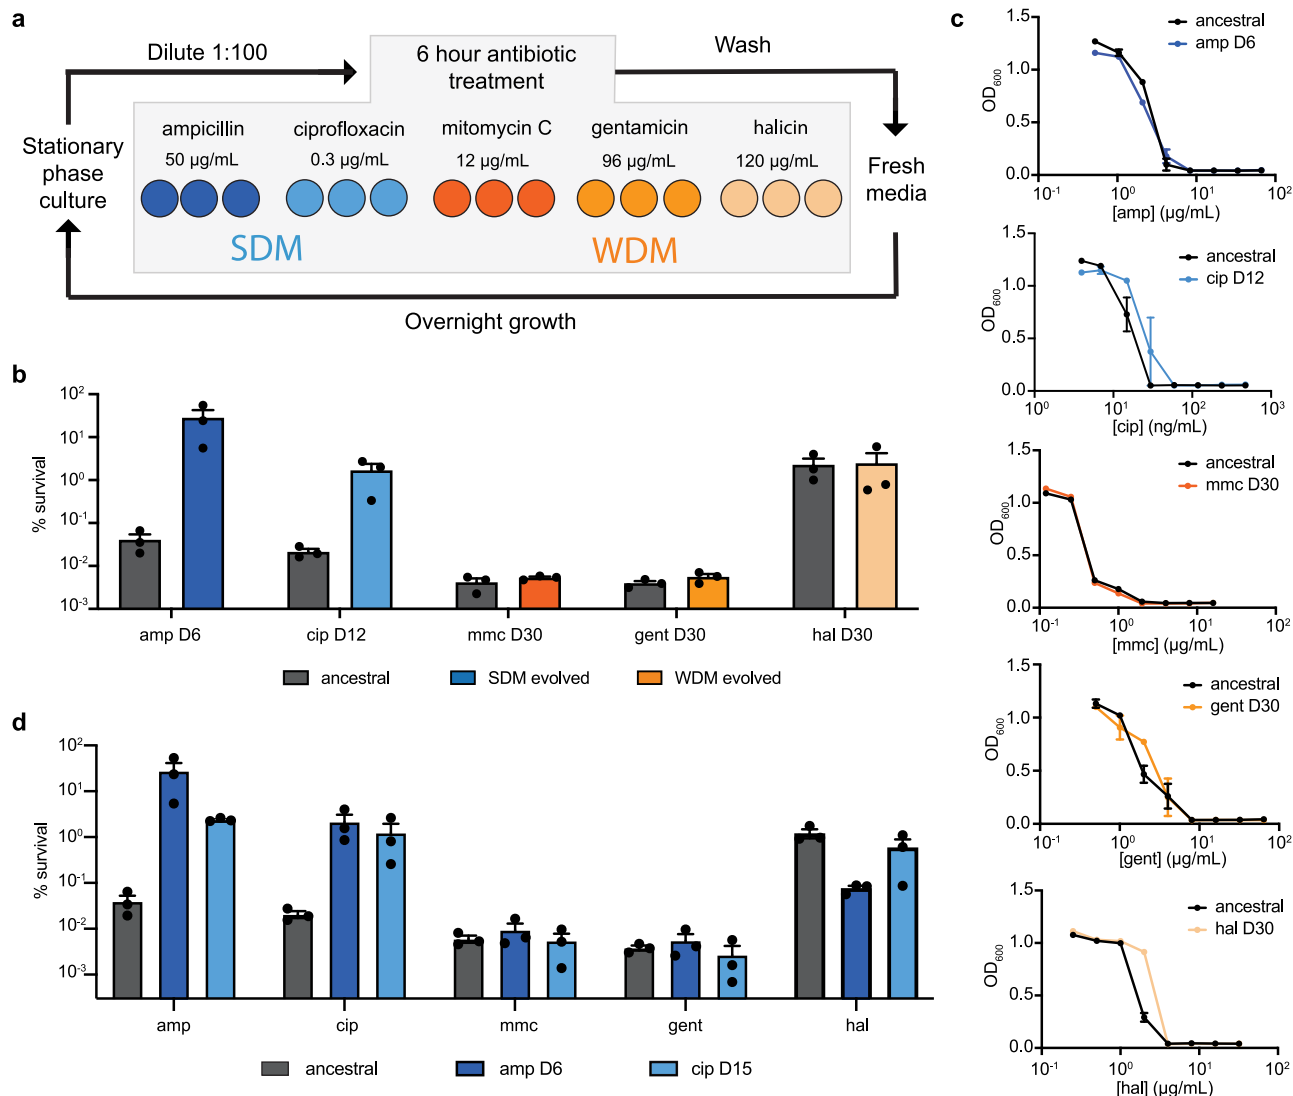 a
Dilute 1:100
6 hour antibiotic
treatment
Wash
Stationary
phase
culture
ampicillin
50 µg/mL
ciprofloxacin
0.3 µg/mL
mitomycin C
12 µg/mL
gentamicin
96 µg/mL
halicin
120 µg/mL
SDM
WDM
Fresh
media
Overnight growth
b
% survival
10²
10¹
10⁰
10⁻¹
10⁻²
10⁻³
amp D6
cip D12
mmc D30
gent D30
hal D30
ancestral
SDM evolved
WDM evolved
d
% survival
10²
10¹
10⁰
10⁻¹
10⁻²
10⁻³
amp
cip
mmc
gent
hal
ancestral
amp D6
cip D15
c
OD₆₀₀
1.5
1.0
0.5
0.0
ancestral
amp D6
10⁻¹ 10⁰ 10¹ 10²
[amp] (µg/mL)
OD₆₀₀
1.5
1.0
0.5
0.0
ancestral
cip D12
10⁰ 10¹ 10² 10³
[cip] (ng/mL)
OD₆₀₀
1.5
1.0
0.5
0.0
ancestral
mmc D30
10⁻¹ 10⁰ 10¹ 10²
[mmc] (µg/mL)
OD₆₀₀
1.5
1.0
0.5
0.0
ancestral
gent D30
10⁻¹ 10⁰ 10¹ 10²
[gent] (µg/mL)
OD₆₀₀
1.5
1.0
0.5
0.0
ancestral
hal D30
10⁻¹ 10⁰ 10¹ 10²
[hal] (µg/mL)